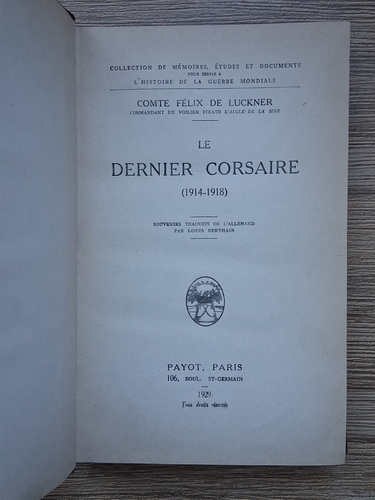 COLLECTION DE MÉMOIRES, ÉTUDES ET DOCUMENTS
POUR SERVIR A
L'HISTOIRE DE LA GUERRE MONDIALE
COMTE FÉLIX DE LUCKNER
COMMANDANT DU VOILIER PIRATE L'AIGLE DE LA MER
LE
DERNIER CORSAIRE
(1914-1918)
SOUVENIRS TRADUITS DE L'ALLEMAND
PAR LOUIS BERTHAIN
PAYOT, PARIS
106, BOUL. ST-GERMAIN
1929
Tous droits réservés